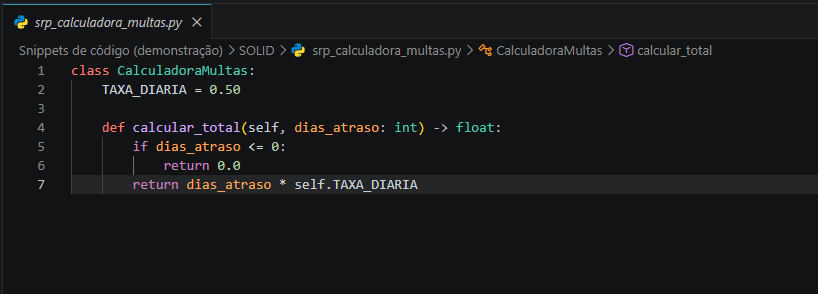 srp_calculadora_multas.py ×
Snippets de código (demonstração) > SOLID > srp_calculadora_multas.py > CalculadoraMultas > calcular_total
1 class CalculadoraMultas:
2     TAXA_DIARIA = 0.50
3
4     def calcular_total(self, dias_atraso: int) -> float:
5         if dias_atraso <= 0:
6             return 0.0
7         return dias_atraso * self.TAXA_DIARIA